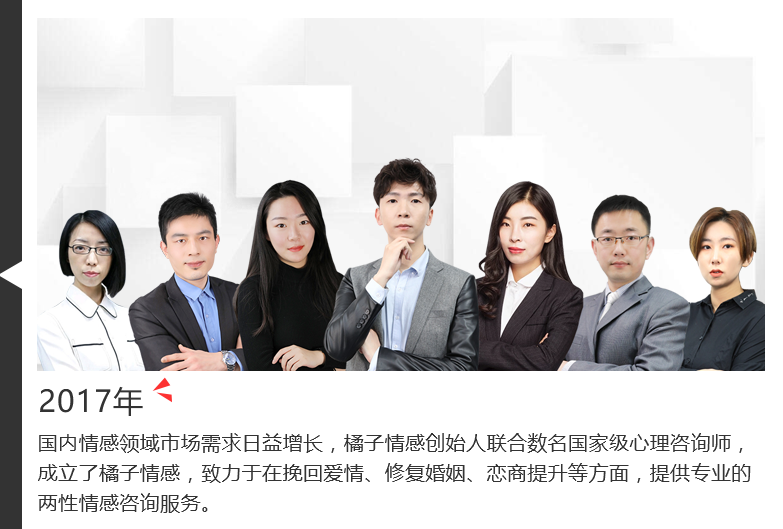 2017年
国内情感领域市场需求日益增长，橘子情感创始人联合数名国家级心理咨询师，
成立了橘子情感，致力于在挽回爱情、修复婚姻、恋商提升等方面，提供专业的
两性情感咨询服务。